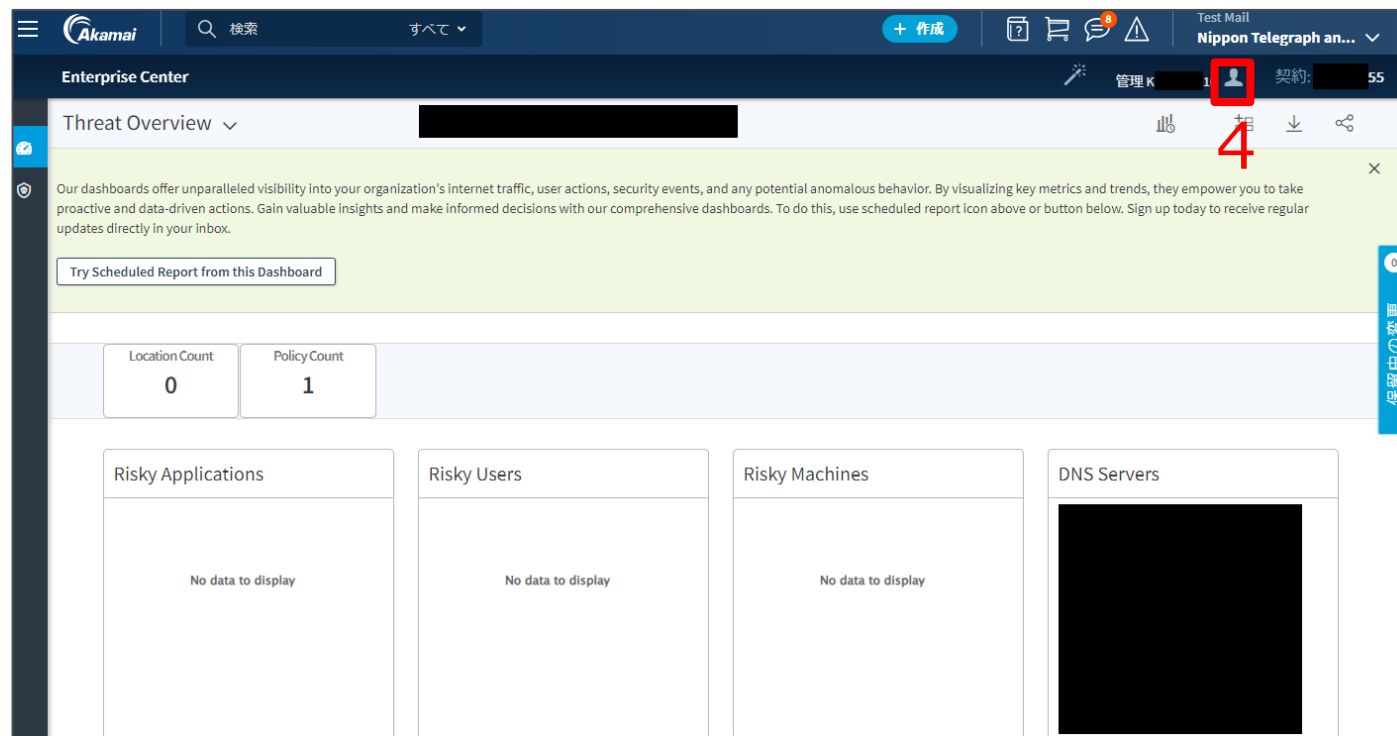 Akamai
検索
すべて
+ 作成
8
Test Mail
Nippon Telegraph an...
Enterprise Center
管理 K
1
契約:
55
4
Threat Overview
Our dashboards offer unparalleled visibility into your organization's internet traffic, user actions, security events, and any potential anomalous behavior. By visualizing key metrics and trends, they empower you to take
proactive and data-driven actions. Gain valuable insights and make informed decisions with our comprehensive dashboards. To do this, use scheduled report icon above or button below. Sign up today to receive regular
updates directly in your inbox.
Try Scheduled Report from this Dashboard
0
保留中の変更
Location Count
0
Policy Count
1
Risky Applications
No data to display
Risky Users
No data to display
Risky Machines
No data to display
DNS Servers